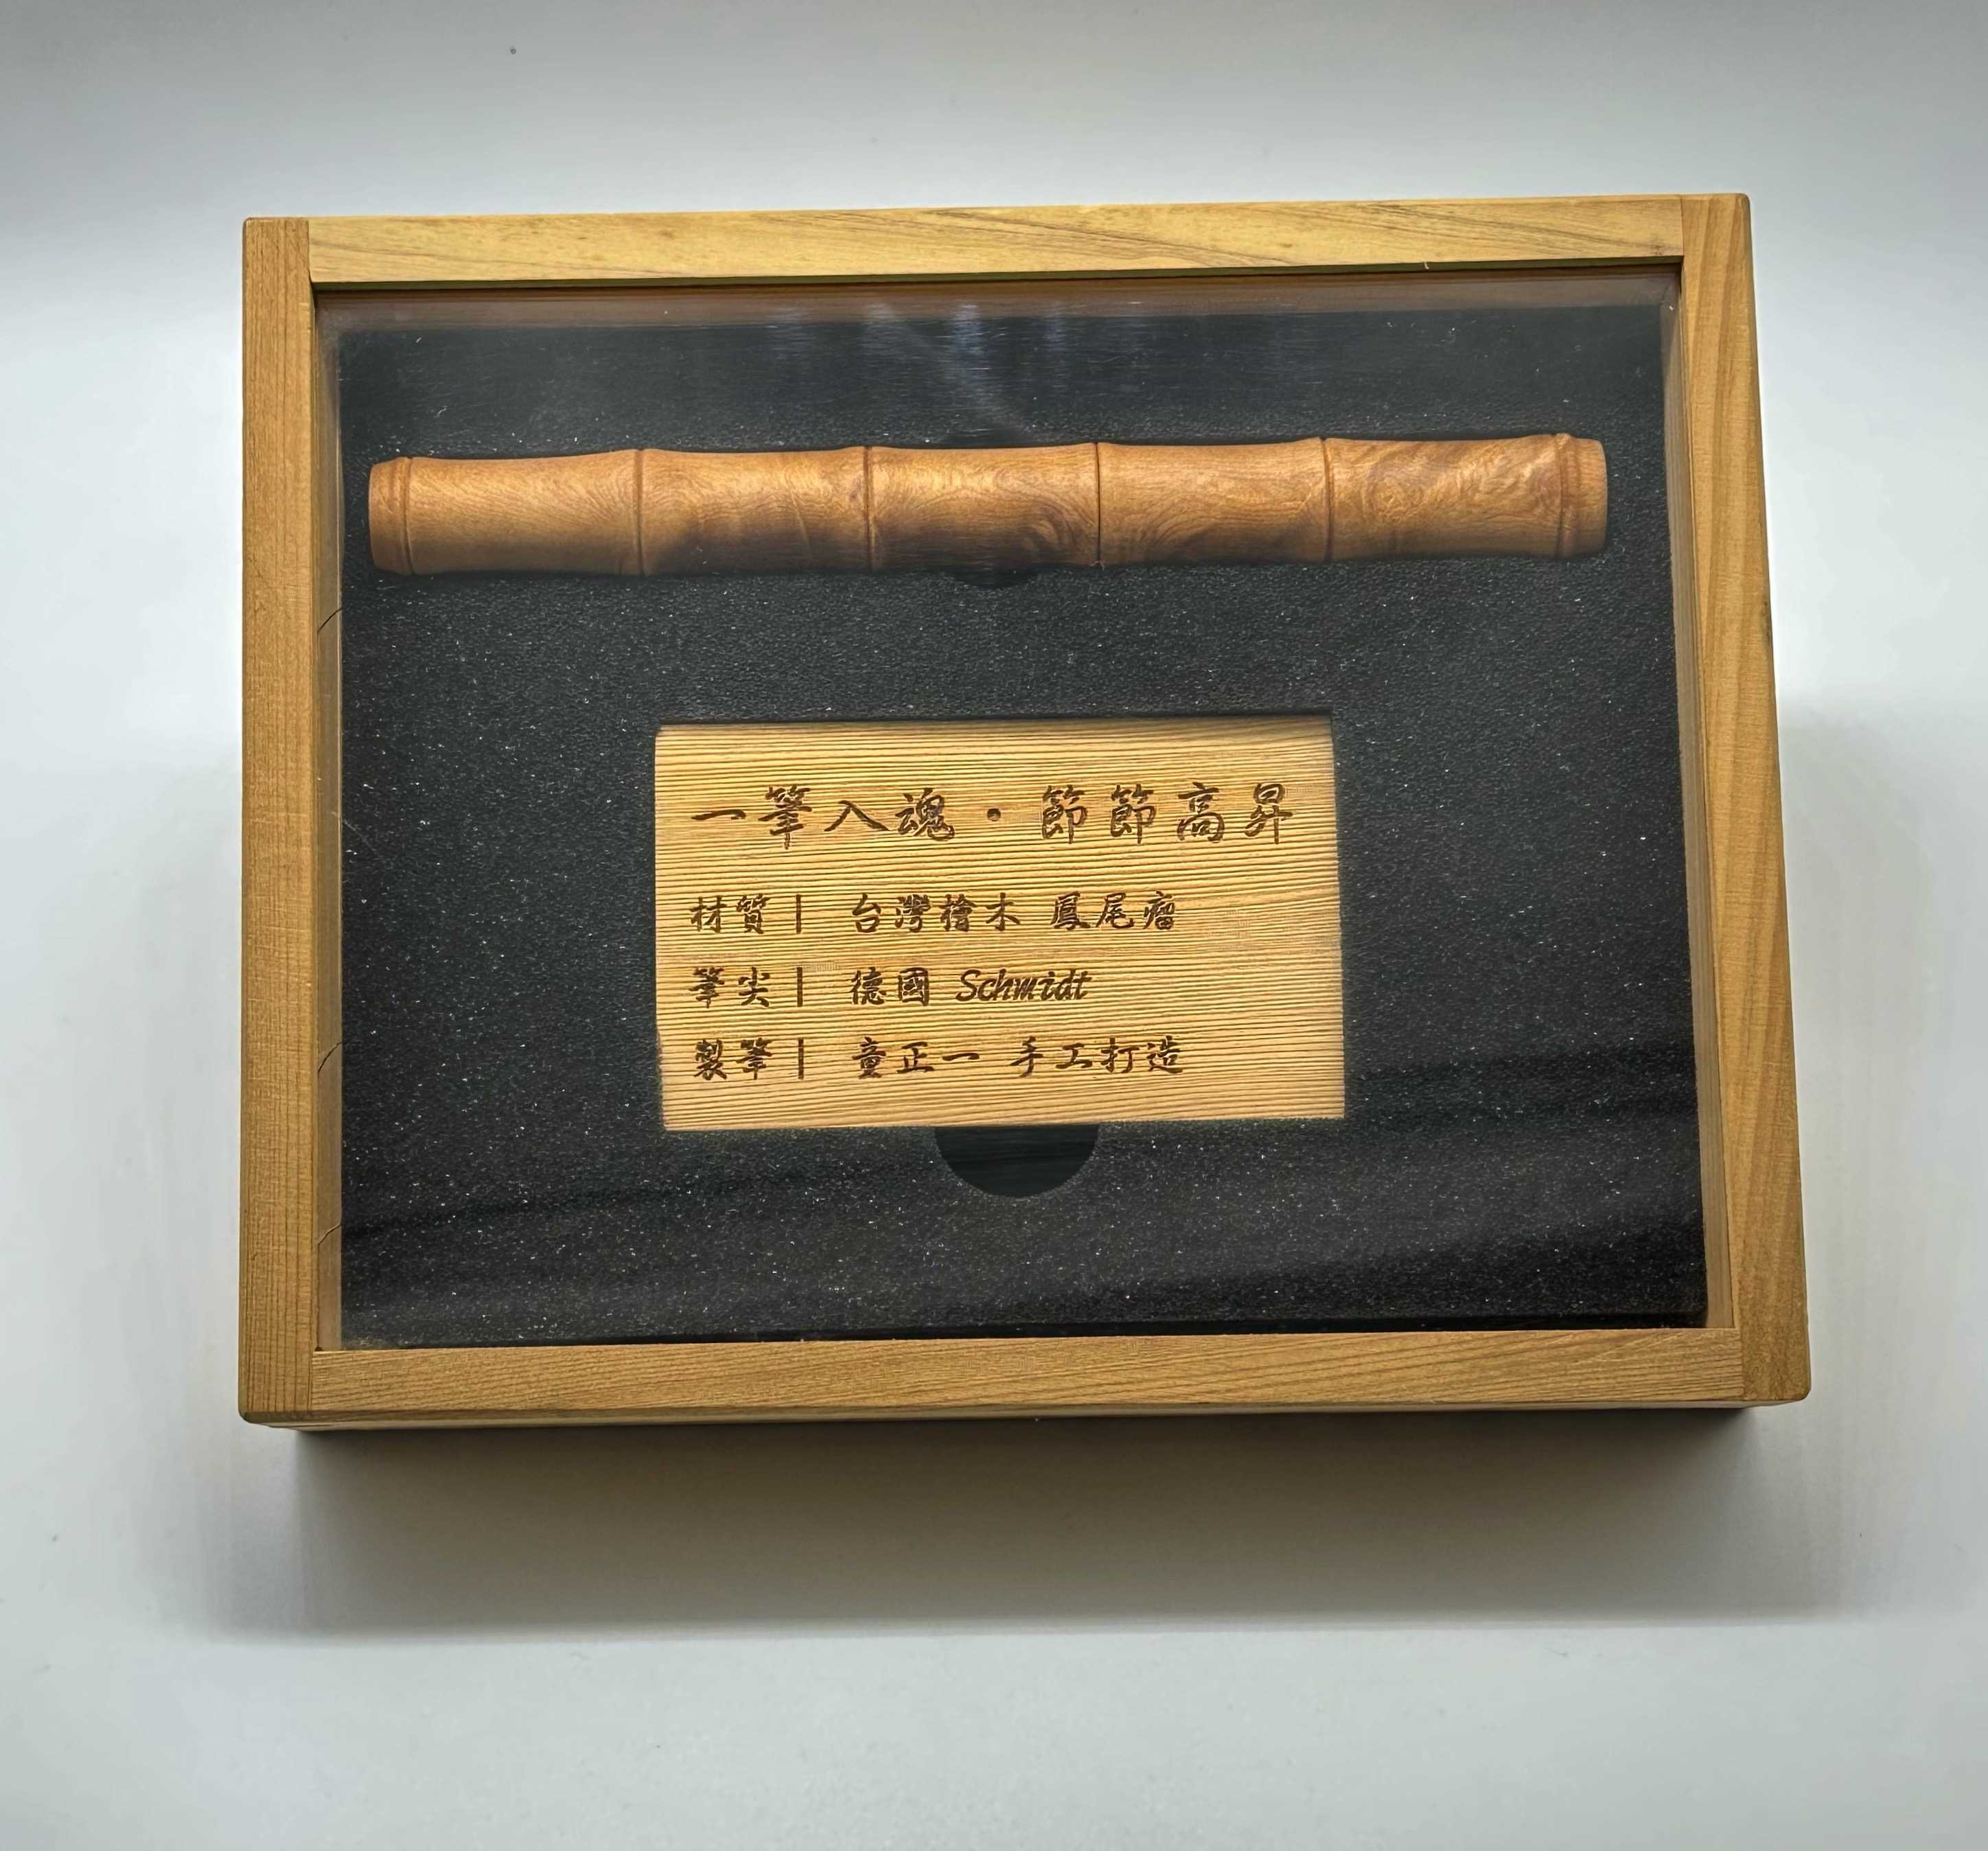 一筆入魂・節節高昇
材質｜ 台灣檜木 鳳尾瘤
筆尖｜ 德國 Schmidt
製筆｜ 童正一 手工打造